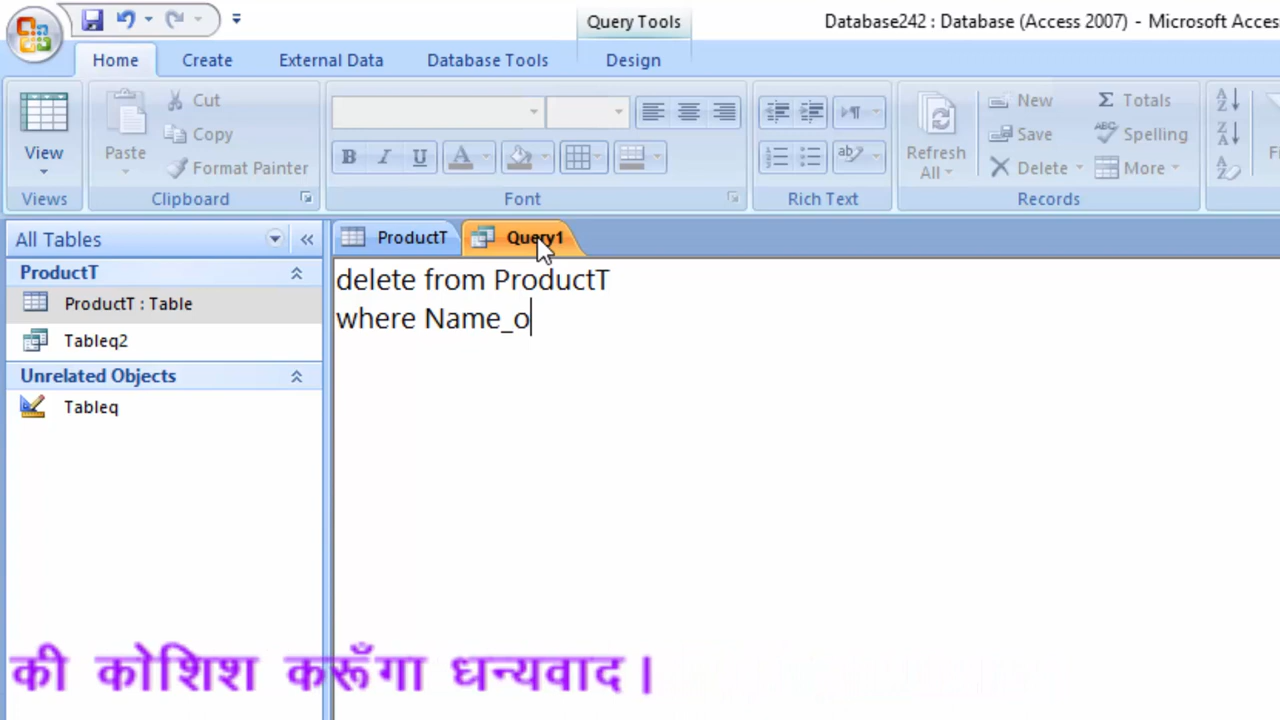 Query Tools
Database242 : Database (Access 2007) - Microsoft Acces
Home Create External Data Database Tools Design
View
Views
Paste
Cut
Copy
Format Painter
Clipboard
B I U A
Font
Rich Text
Refresh All
New
Save
Delete
Totals
Spelling
More
Records
All Tables
ProductT
ProductT : Table
Tableq2
Unrelated Objects
Tableq
ProductT Query1
delete from ProductT
where Name_o
की कोशिश करूँगा धन्यवाद।